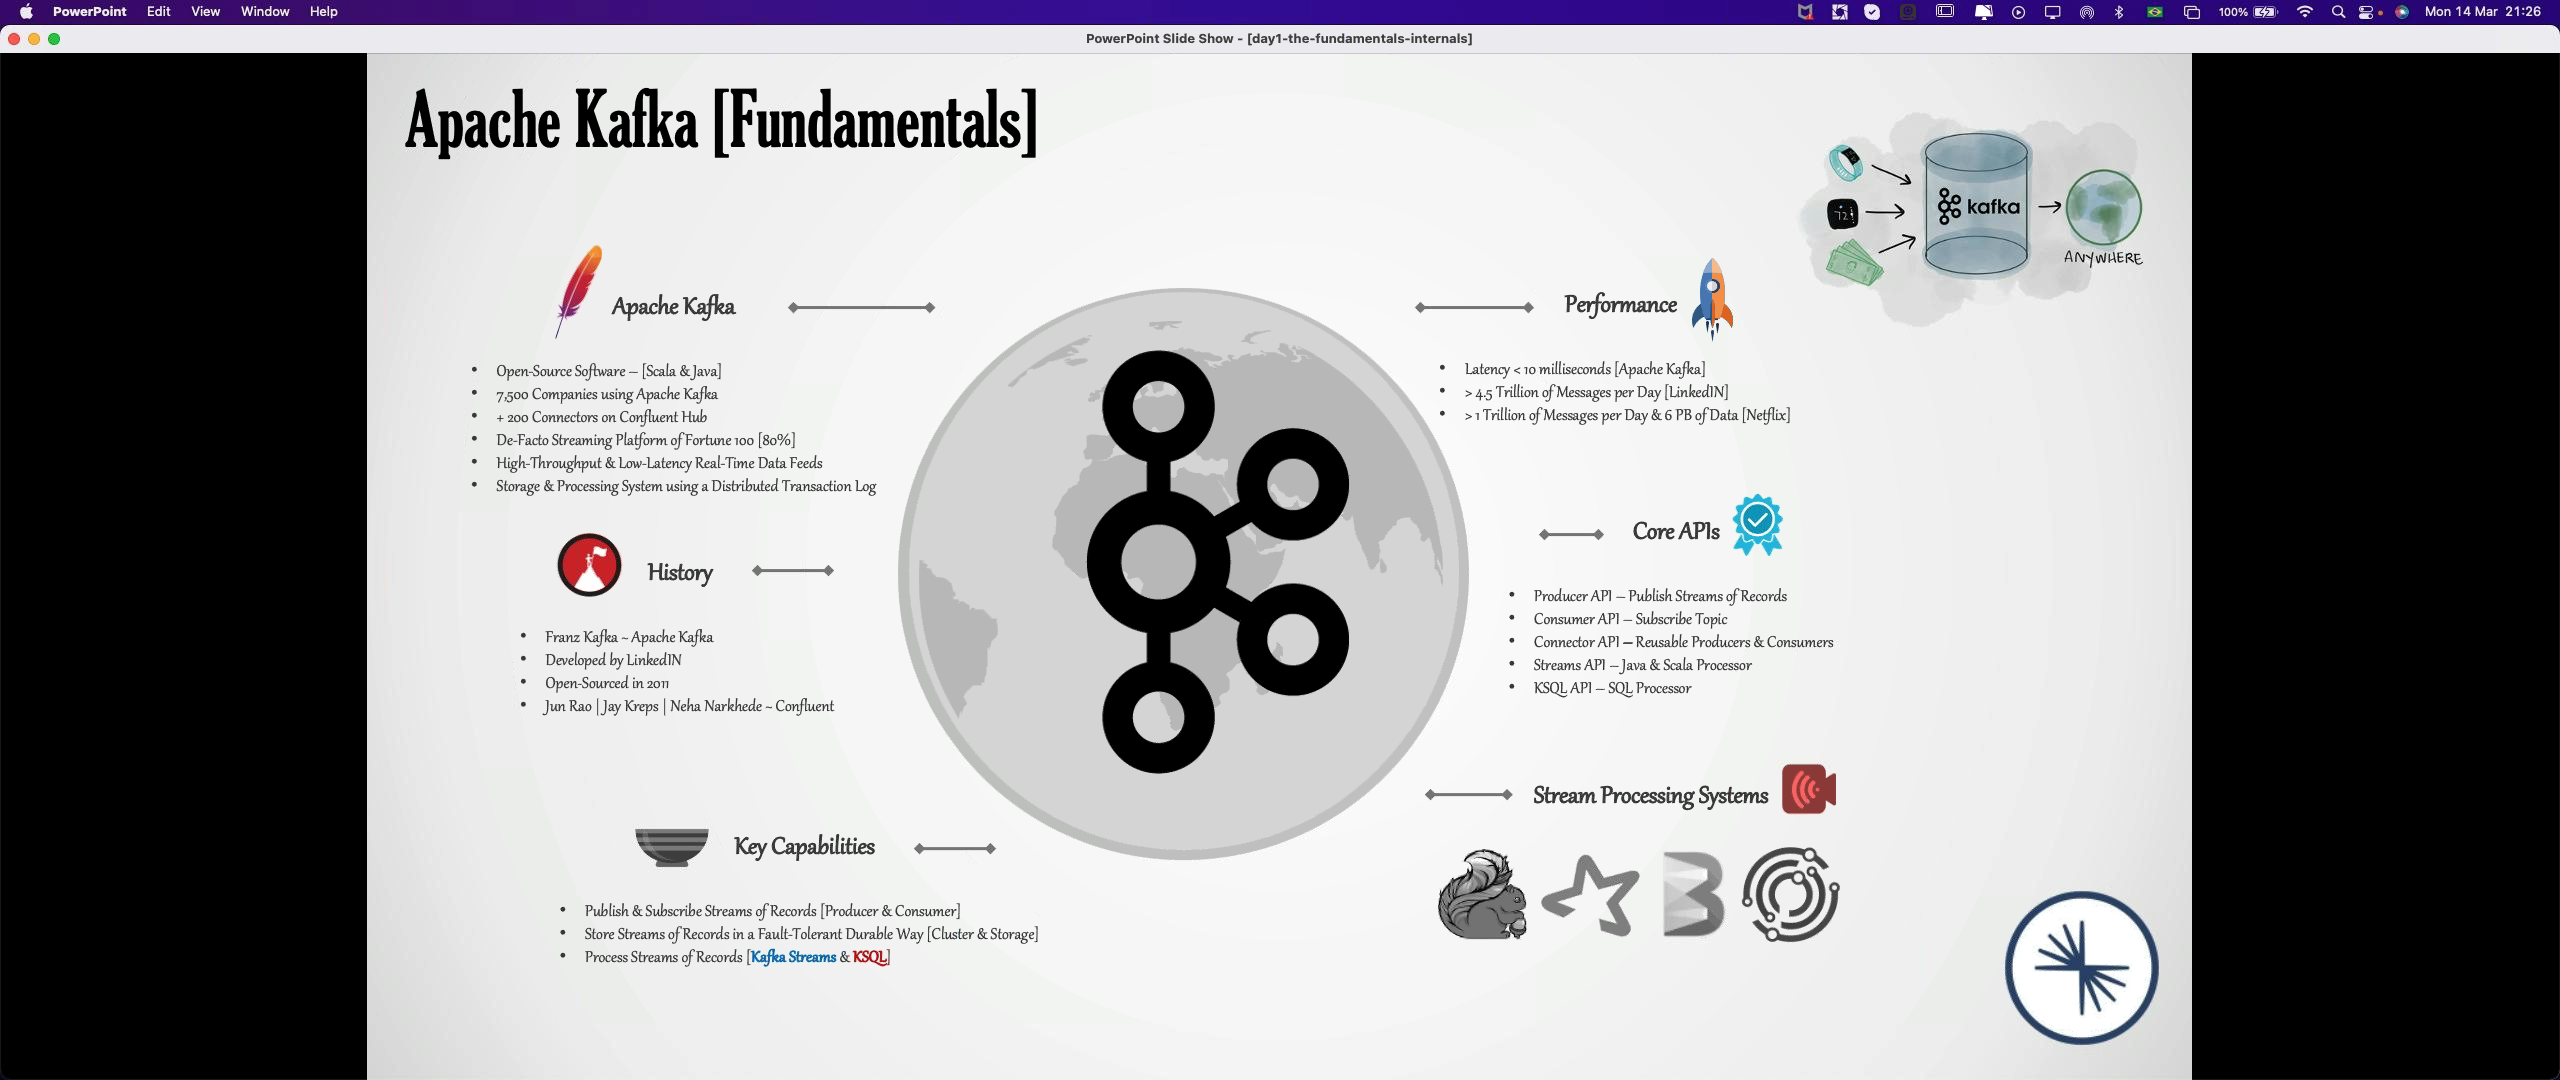 PowerPoint Edit View Window Help
100% Mon 14 Mar 21:26
PowerPoint Slide Show - [day1-the-fundamentals-internals]
Apache Kafka [Fundamentals]
kafka
72
ANYWHERE
Apache Kafka
• Open-Source Software – [Scala & Java]
• 7,500 Companies using Apache Kafka
• + 200 Connectors on Confluent Hub
• De-Facto Streaming Platform of Fortune 100 [80%]
• High-Throughput & Low-Latency Real-Time Data Feeds
• Storage & Processing System using a Distributed Transaction Log
History
• Franz Kafka ~ Apache Kafka
• Developed by LinkedIN
• Open-Sourced in 2011
• Jun Rao | Jay Kreps | Neha Narkhede ~ Confluent
Key Capabilities
• Publish & Subscribe Streams of Records [Producer & Consumer]
• Store Streams of Records in a Fault-Tolerant Durable Way [Cluster & Storage]
• Process Streams of Records [Kafka Streams & KSQL]
Performance
• Latency < 10 milliseconds [Apache Kafka]
• > 4.5 Trillion of Messages per Day [LinkedIN]
• > 1 Trillion of Messages per Day & 6 PB of Data [Netflix]
Core APIs
• Producer API – Publish Streams of Records
• Consumer API – Subscribe Topic
• Connector API – Reusable Producers & Consumers
• Streams API – Java & Scala Processor
• KSQL API – SQL Processor
Stream Processing Systems